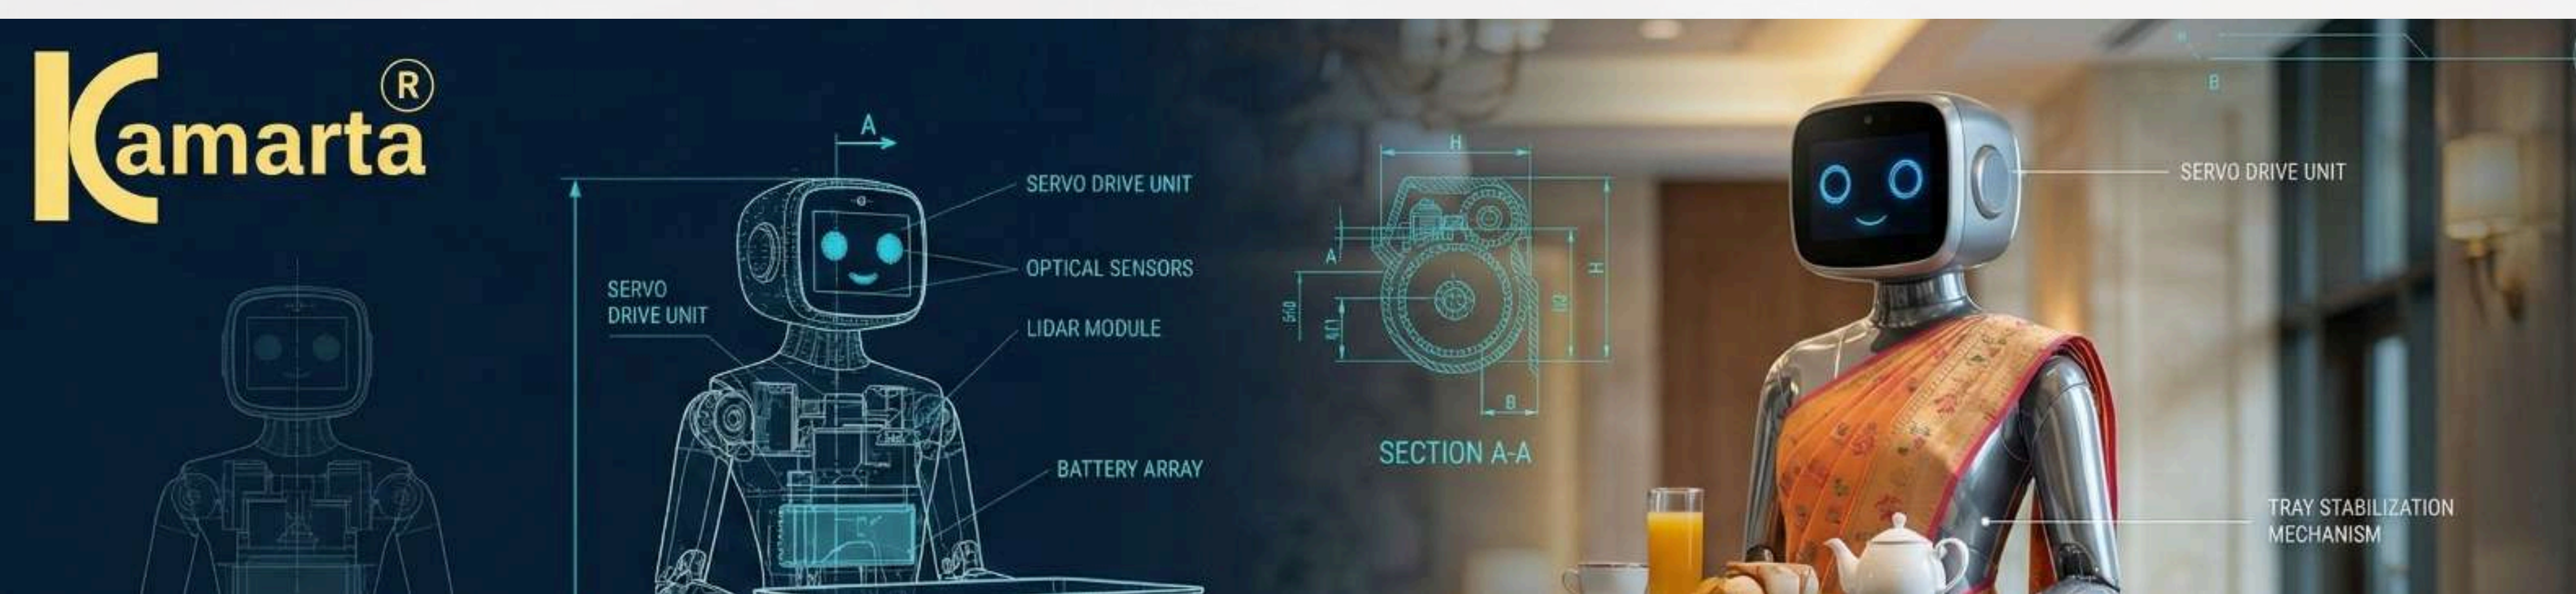 Kamarta®
A
SERVO DRIVE UNIT
OPTICAL SENSORS
SERVO
DRIVE UNIT
LIDAR MODULE
BATTERY ARRAY
H
A
H
B
SECTION A-A
B
SERVO DRIVE UNIT
TRAY STABILIZATION
MECHANISM